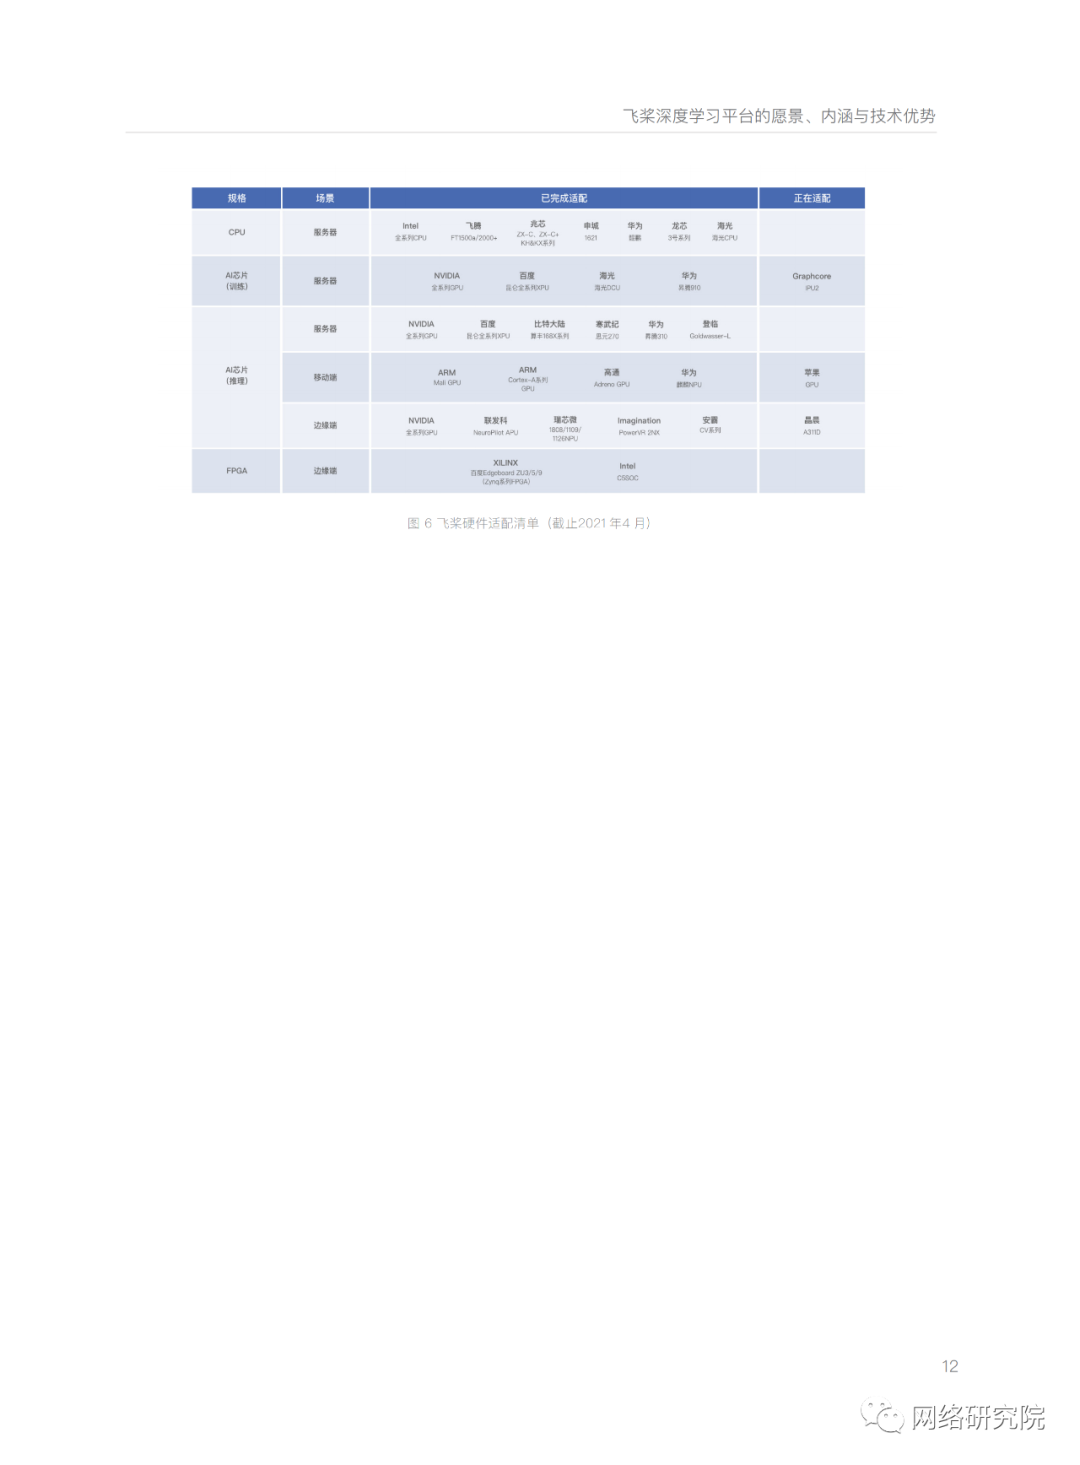 飞桨深度学习平台的愿景、内涵与技术优势
规格 场景 已完成适配 正在适配
CPU 服务器
Intel 飞腾 兆芯 申威 华为 龙芯 海光
全系列CPU FT1500a/2000+ ZX-C、ZX-C+ 1621 鲲鹏 3号系列 海光CPU
KH&KX系列
AI芯片
(训练)
服务器
NVIDIA 百度 海光 华为 Graphcore
全系列GPU 昆仑全系列XPU 海光DCU 昇腾910 IPU2
AI芯片
(推理)
服务器
NVIDIA 百度 比特大陆 寒武纪 华为 登临
全系列GPU 昆仑全系列XPU 算丰168X系列 思元270 昇腾310 Goldwasser-L
移动端
ARM ARM 高通 华为 苹果
Mali GPU Cortex-A系列 Adreno GPU 麒麟NPU GPU
GPU
边缘端
NVIDIA 联发科 瑞芯微 Imagination 安霸 晶晨
全系列GPU NeuroPilot APU 1808/1109/ PowerVR 2NX CV系列 A311D
1126NPU
FPGA 边缘端
XILINX Intel
百度Edgeboard ZU3/5/9 C5SOC
(Zynq系列FPGA)
图 6 飞桨硬件适配清单（截止2021年4 月）
12
网络研究院